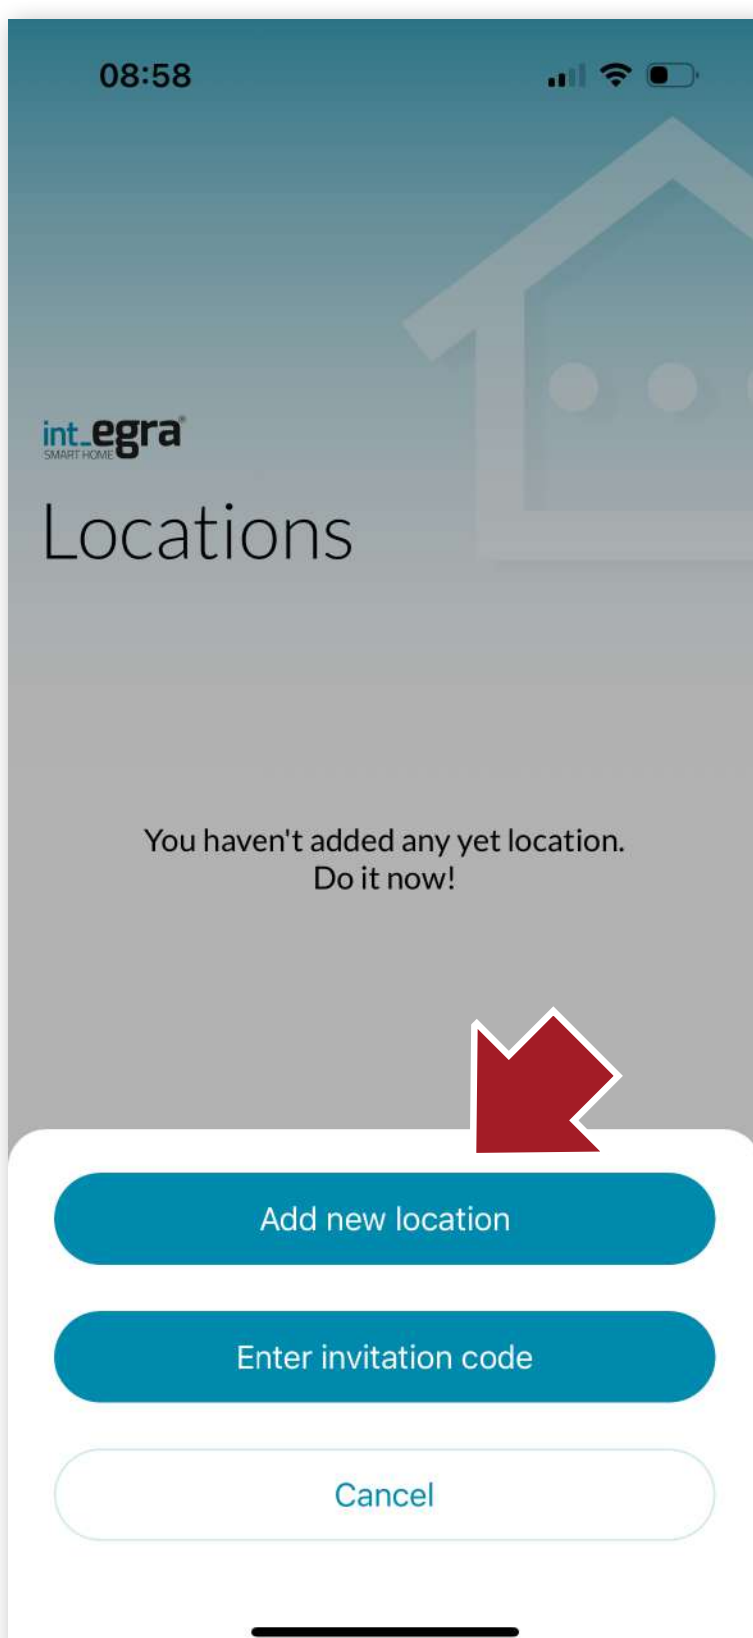 08:58
int_egra®
SMART HOME
Locations
You haven't added any yet location.
Do it now!
Add new location
Enter invitation code
Cancel